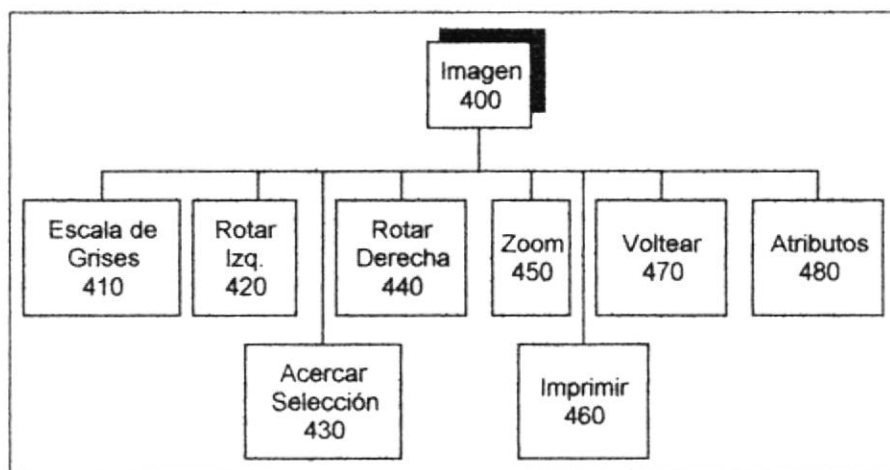 Imagen
400
Escala de
Grises
410
Rotar
Izq.
420
Rotar
Derecha
440
Zoom
450
Voltear
470
Atributos
480
Acercar
Selección
430
Imprimir
460